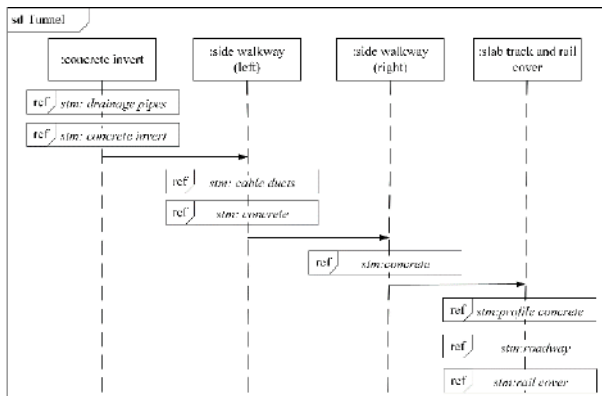 sd Tunnel
:concrete invert
:side walkway
(left)
:side walkway
(right)
:slab track and rail
cover
ref stm: drainage pipes
ref stm: concrete invert
ref stm: cable ducts
ref stm: concrete
ref stm:concrete
ref stm:profile concrete
ref stm:roadway
ref stm:rail cover